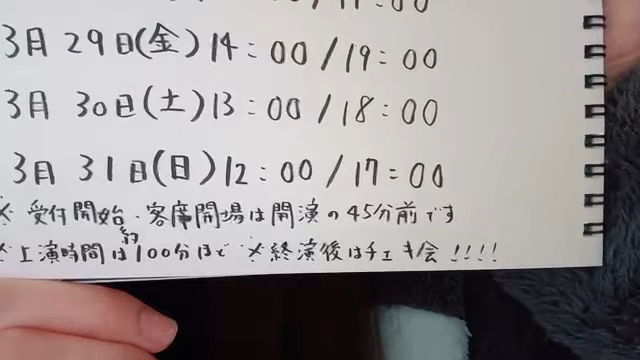 :00
3月29日(金)14:00/19:00
3月30日(土)13:00/18:00
3月31日(日)12:00/17:00
※受付開始・客席開場は開演の45分前です
※上演時間は約100分ほど ※終演後はチェキ会!!!!